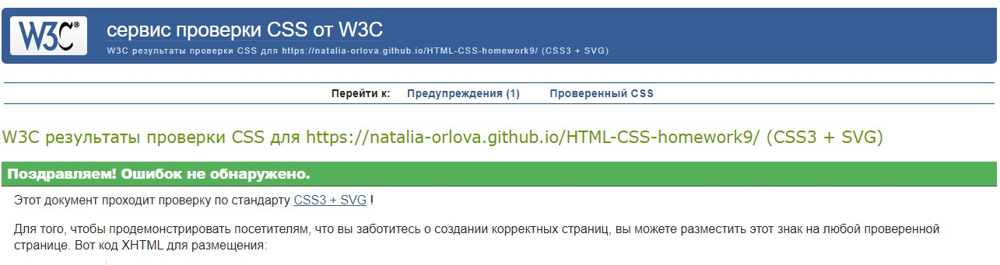 W3C®
сервис проверки CSS от W3C
W3C результаты проверки CSS для https://natalia-orlova.github.io/HTML-CSS-homework9/ (CSS3 + SVG)
Перейти к: Предупреждения (1) Проверенный CSS
W3C результаты проверки CSS для https://natalia-orlova.github.io/HTML-CSS-homework9/ (CSS3 + SVG)
Поздравляем! Ошибок не обнаружено.
Этот документ проходит проверку по стандарту CSS3 + SVG !
Для того, чтобы продемонстрировать посетителям, что вы заботитесь о создании корректных страниц, вы можете разместить этот знак на любой проверенной
странице. Вот код XHTML для размещения: